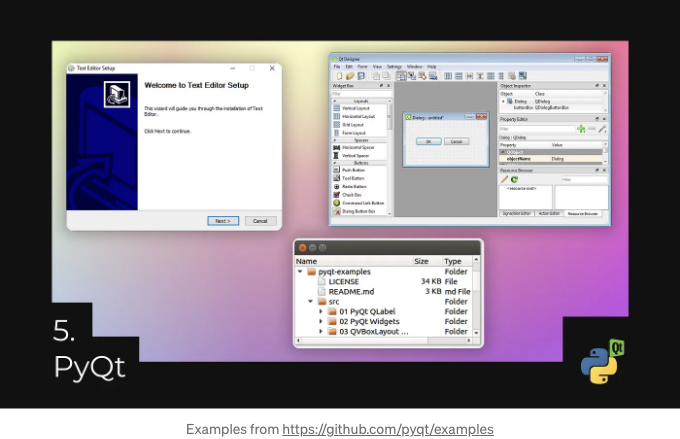 Text Editor Setup
Welcome to Text Editor Setup
This wizard will guide you through the installation of Text
Editor.
Click Next to continue.
Next >
Cancel
Qt Designer
File Edit Form View Settings Window Help
Widget Box
Filter
Layouts
Vertical Layout
Horizontal Layout
Grid Layout
Form Layout
Spacers
Horizontal Spacer
Vertical Spacer
Buttons
Push Button
Tool Button
Radio Button
Check Box
Command Link Button
Dialog Button Box
Dialog - untitled*
OK
Cancel
Object Inspector
Object Class
Dialog QDialog
buttonBox QDialogButtonBox
Property Editor
Filter
Dialog : QDialog
Property Value
QObject
objectName Dialog
Resource Browser
Filter
<resource root>
Signal/Slot Editor Action Editor Resource Browser
Name Size Type
pyqt-examples Folder
LICENSE 34 KB File
README.md 3 KB md File
src Folder
01 PyQt QLabel Folder
02 PyQt Widgets Folder
03 QVBoxLayout ... Folder
5.
PyQt
Qt
Examples from https://github.com/pyqt/examples